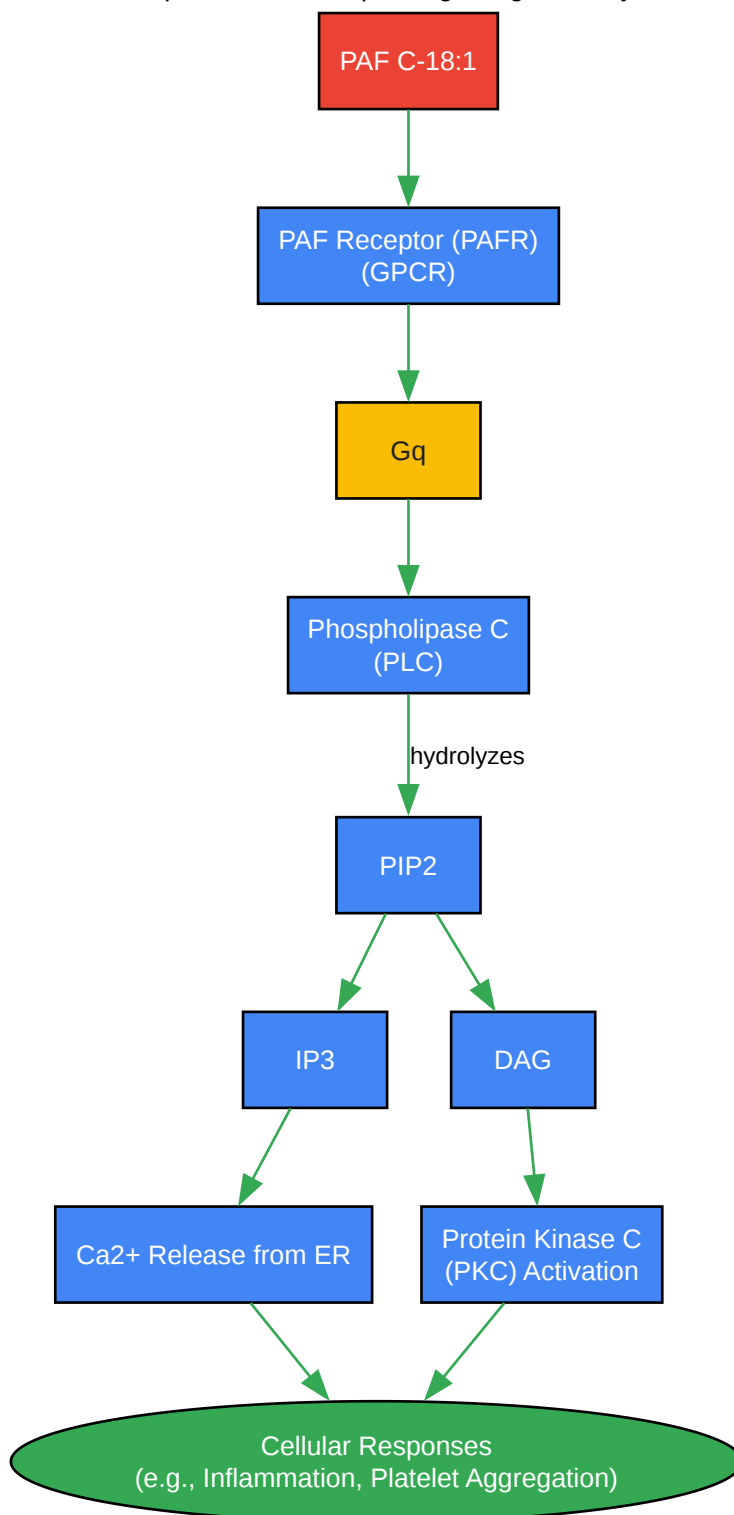 PAF C-18:1
PAF Receptor (PAFR)
(GPCR)
Gq
Phospholipase C
(PLC)
hydrolyzes
PIP2
IP3
DAG
Ca2+ Release from ER
Protein Kinase C
(PKC) Activation
Cellular Responses
(e.g., Inflammation, Platelet Aggregation)